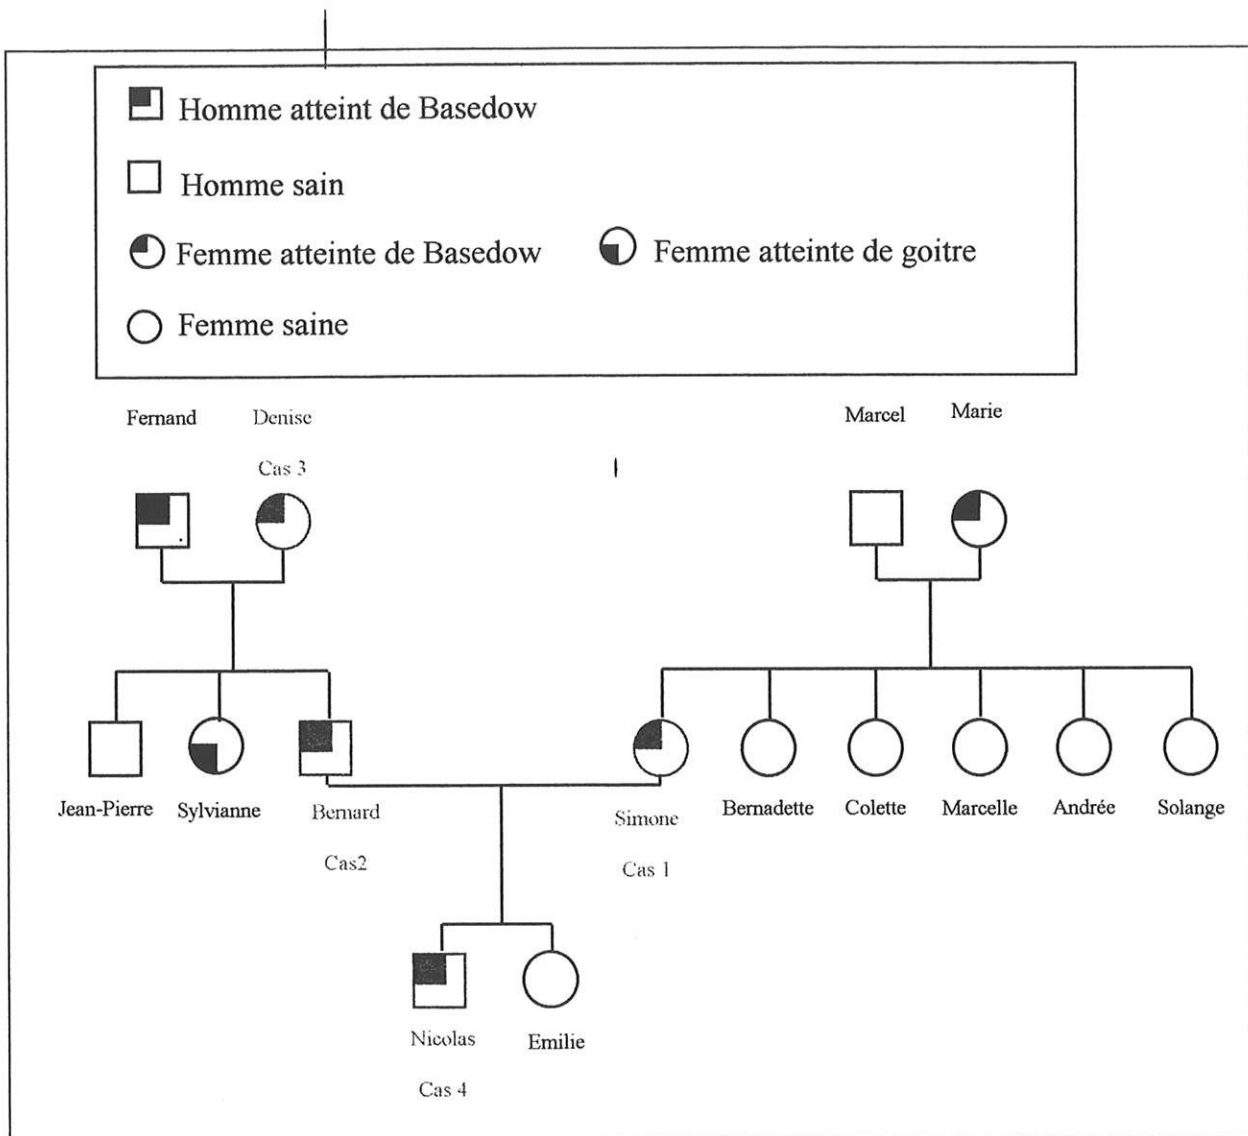 Homme atteint de Basedow
Homme sain
Femme atteinte de Basedow Femme atteinte de goitre
Femme saine
Fernand Denise Marcel Marie
Cas 3
Jean-Pierre Sylvianne Bernard Simone Bernadette Colette Marcelle Andrée Solange
Cas2 Cas 1
Nicolas Emilie
Cas 4